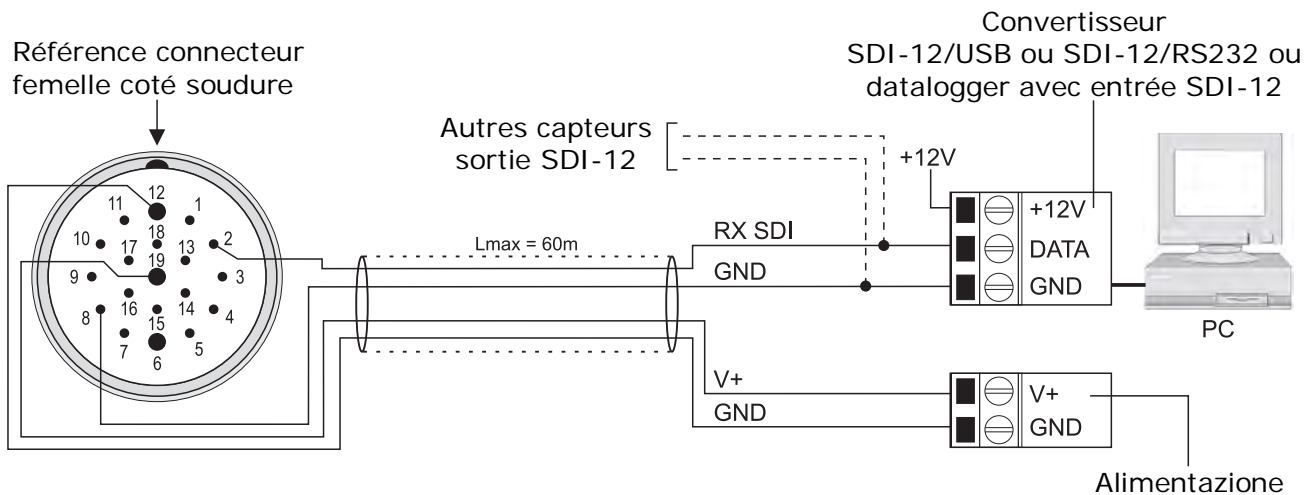 Convertisseur
SDI-12/USB ou SDI-12/RS232 ou
datalogger avec entrée SDI-12
Référence connecteur
femelle coté soudure
Autres capteurs
sortie SDI-12
+12V
+12V
DATA
GND
PC
RX SDI
GND
Lmax = 60m
12
11
1
10
18
2
17
13
19
9
3
16
14
8
15
4
7
5
6
V+
GND
V+
GND
Alimentazione